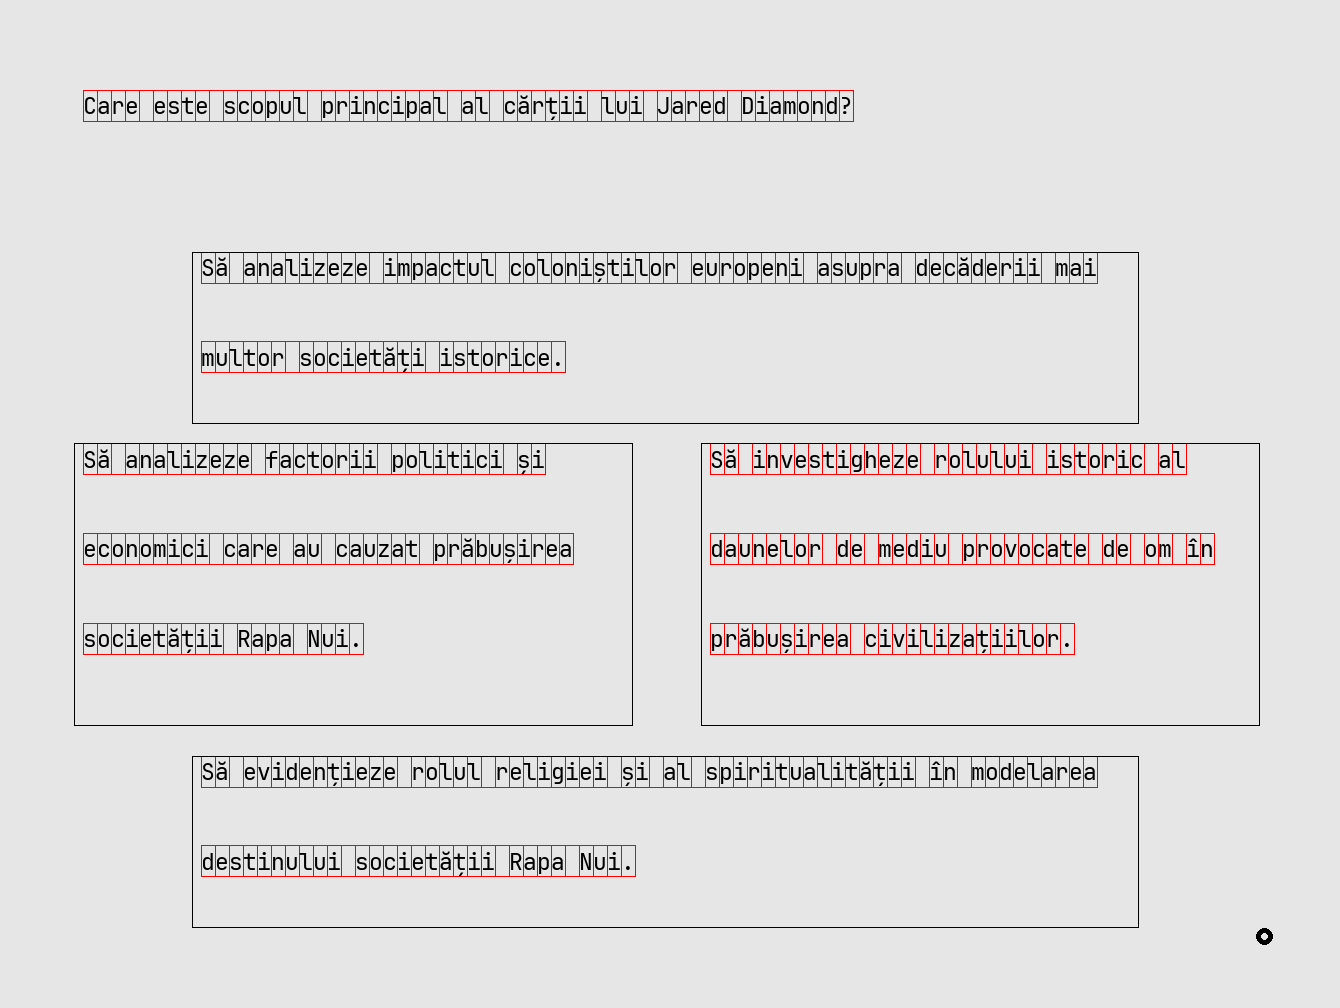 Care este scopul principal al cărții lui Jared Diamond?
Să analizeze impactul coloniștilor europeni asupra decăderii mai
multor societăți istorice.
Să analizeze factorii politici și
economici care au cauzat prăbușirea
societății Rapa Nui.
Să investigheze rolului istoric al
daunelor de mediu provocate de om în
prăbușirea civilizațiilor.
Să evidențieze rolul religiei și al spiritualității în modelarea
destinului societății Rapa Nui.